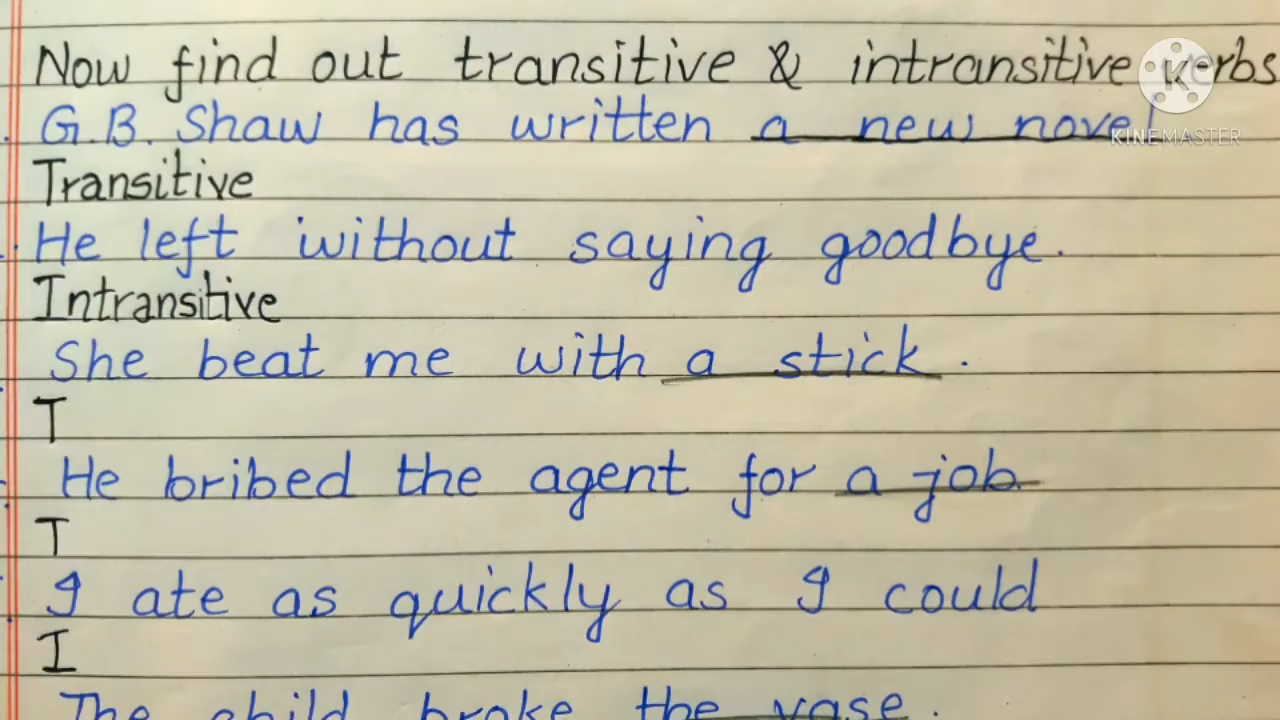 Now find out transitive & intransitive verbs
G.B. Shaw has written a new novel
Transitive
He left without saying goodbye.
Intransitive
She beat me with a stick.
T
He bribed the agent for a job.
T
I ate as quickly as I could
I
The child broke the vase.
K
KINEMASTER